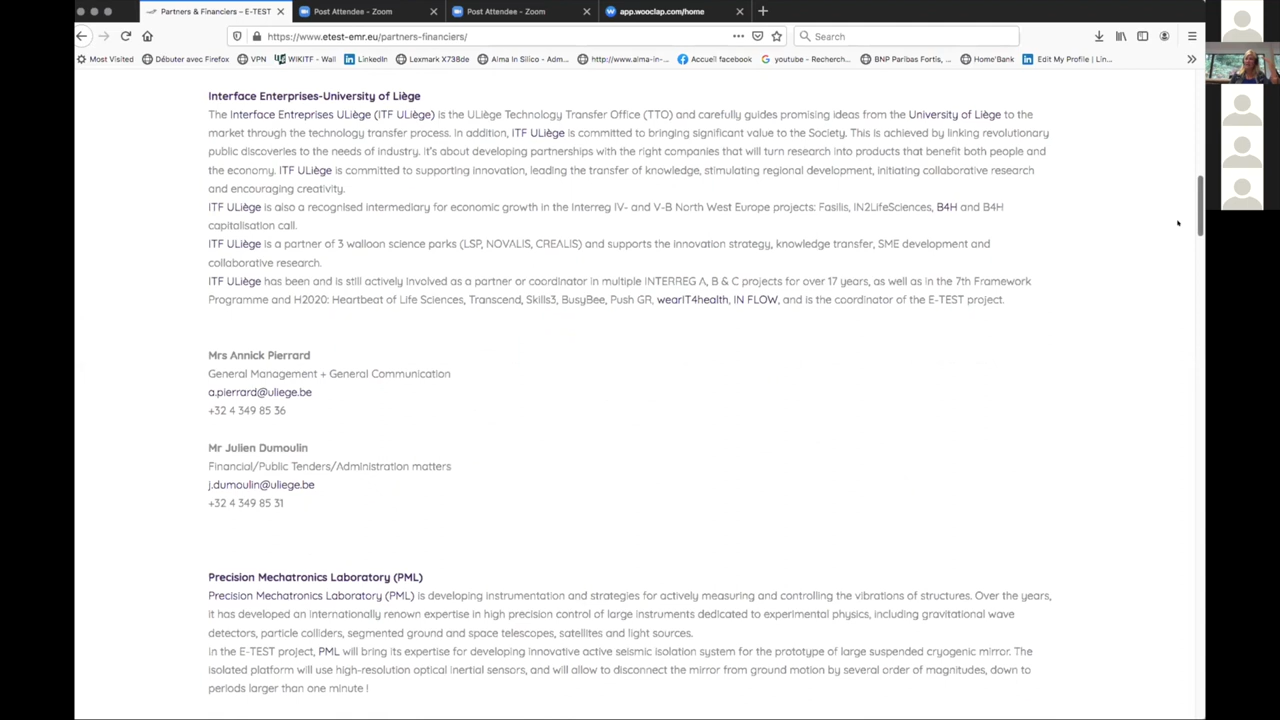 Partners & Financiers – E-TEST
Post Attendee - Zoom
Post Attendee - Zoom
app.wooclap.com/home
https://www.etest-emr.eu/partners-financiers/
Search
Most Visited
Débuter avec Firefox
VPN
WIKITF - Wall
LinkedIn
Lexmark X738de
Alma In Silico - Adm...
http://www.alma-in-...
Accueil facebook
youtube - Recherch...
BNP Paribas Fortis, ...
Home'Bank
Edit My Profile | Lin...
Interface Enterprises-University of Liège
The Interface Entreprises ULiège (ITF ULiège) is the ULiège Technology Transfer Office (TTO) and carefully guides promising ideas from the University of Liège to the
market through the technology transfer process. In addition, ITF ULiège is committed to bringing significant value to the Society. This is achieved by linking revolutionary
public discoveries to the needs of industry. It's about developing partnerships with the right companies that will turn research into products that benefit both people and
the economy. ITF ULiège is committed to supporting innovation, leading the transfer of knowledge, stimulating regional development, initiating collaborative research
and encouraging creativity.
ITF ULiège is also a recognised intermediary for economic growth in the Interreg IV- and V-B North West Europe projects: Fasilis, IN2LifeSciences, B4H and B4H
capitalisation call.
ITF ULiège is a partner of 3 walloon science parks (LSP, NOVALIS, CREALIS) and supports the innovation strategy, knowledge transfer, SME development and
collaborative research.
ITF ULiège has been and is still actively involved as a partner or coordinator in multiple INTERREG A, B & C projects for over 17 years, as well as in the 7th Framework
Programme and H2020: Heartbeat of Life Sciences, Transcend, Skills3, BusyBee, Push GR, wearIT4health, IN FLOW, and is the coordinator of the E-TEST project.
Mrs Annick Pierrard
General Management + General Communication
a.pierrard@uliege.be
+32 4 349 85 36
Mr Julien Dumoulin
Financial/Public Tenders/Administration matters
j.dumoulin@uliege.be
+32 4 349 85 31
Precision Mechatronics Laboratory (PML)
Precision Mechatronics Laboratory (PML) is developing instrumentation and strategies for actively measuring and controlling the vibrations of structures. Over the years,
it has developed an internationally renown expertise in high precision control of large instruments dedicated to experimental physics, including gravitational wave
detectors, particle colliders, segmented ground and space telescopes, satellites and light sources.
In the E-TEST project, PML will bring its expertise for developing innovative active seismic isolation system for the prototype of large suspended cryogenic mirror. The
isolated platform will use high-resolution optical inertial sensors, and will allow to disconnect the mirror from ground motion by several order of magnitudes, down to
periods larger than one minute !